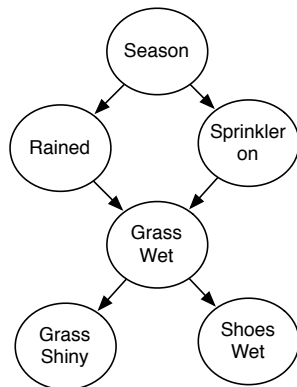 Season
Rained
Sprinkler
on
Grass
Wet
Grass
Shiny
Shoes
Wet